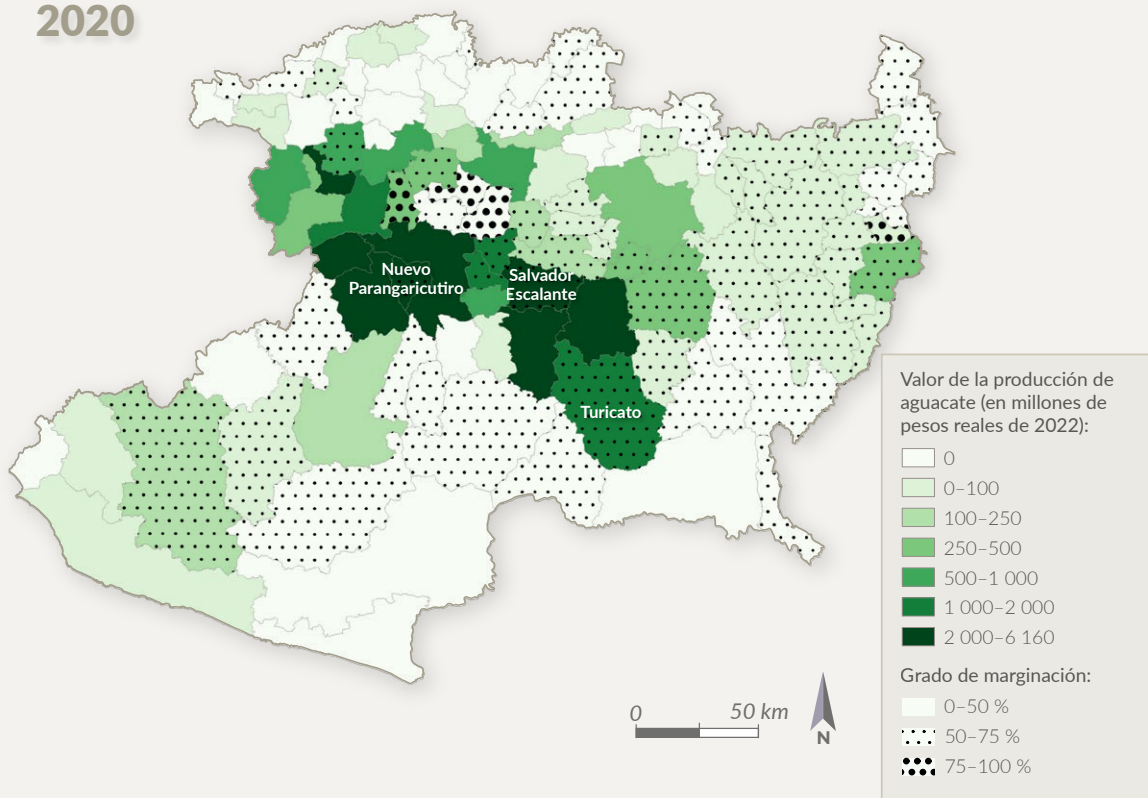 2020
Nuevo
Parangaricutiro
Salvador
Escalante
Turicato
Valor de la producción de
aguacate (en millones de
pesos reales de 2022):
0
0–100
100–250
250–500
500–1 000
1 000–2 000
2 000–6 160
Grado de marginación:
0–50 %
50–75 %
75–100 %
0 50 km
N